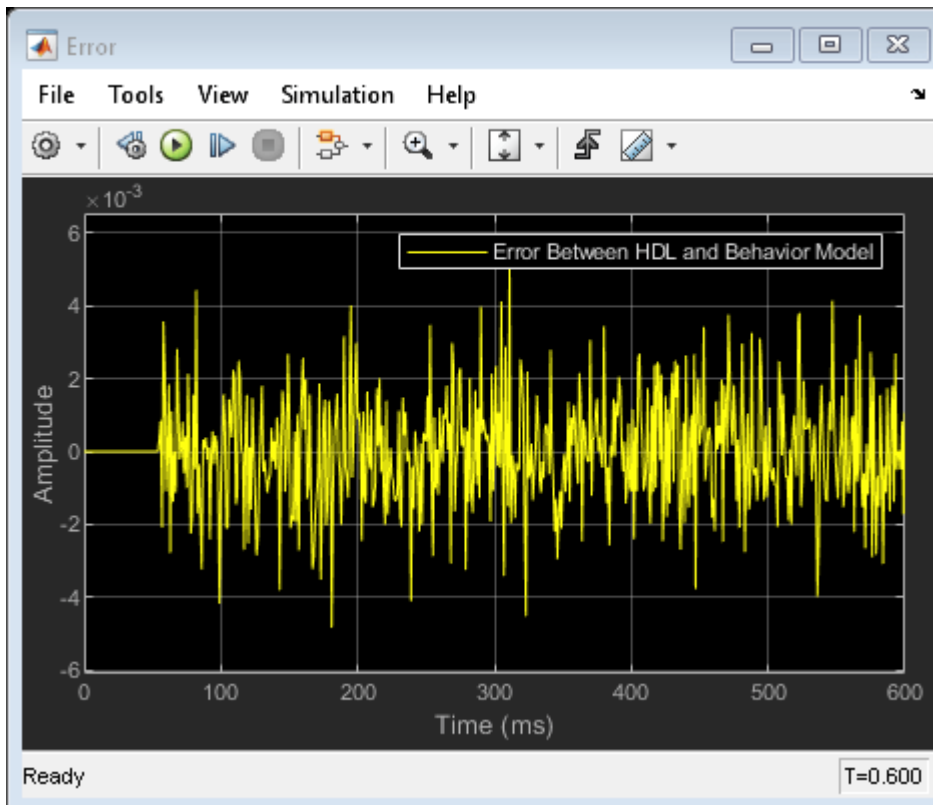 Error
File Tools View Simulation Help
×10-3
6
4
2
0
-2
-4
-6
Amplitude
Error Between HDL and Behavior Model
0 100 200 300 400 500 600
Time (ms)
Ready T=0.600